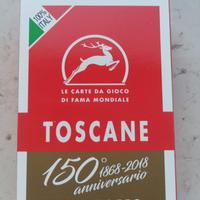 100%
ITALY
LE CARTE DA GIOCO
DI FAMA MONDIALE
TOSCANE
150°
1868-2018
anniversario